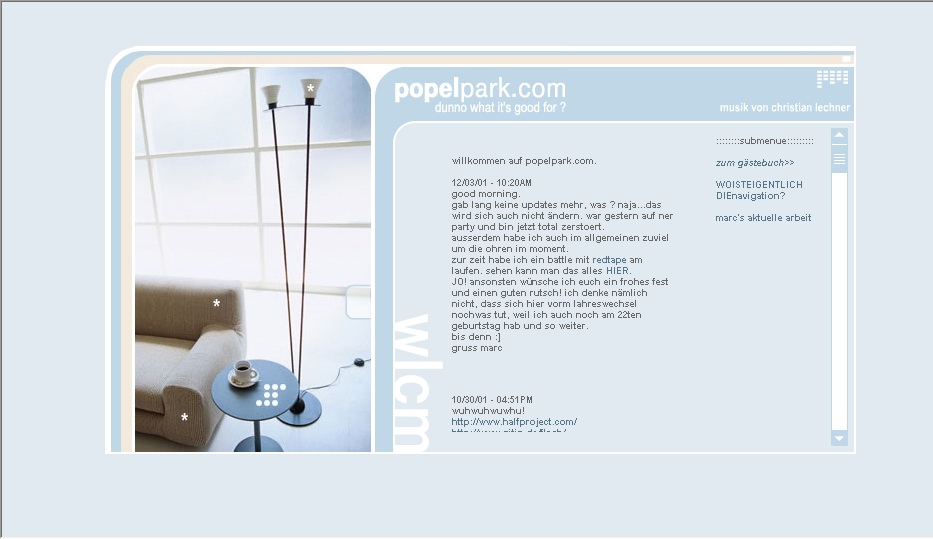 popelpark.com
dunno what it's good for ?
musik von christian lechner
::::::::submenue:::::::::
willkommen auf popelpark.com.
zum gästebuch>>
12/03/01 - 10:20AM
good morning.
gab lang keine updates mehr, was ? naja...das
wird sich auch nicht ändern. war gestern auf ner
party und bin jetzt total zerstoert.
ausserdem habe ich auch im allgemeinen zuviel
um die ohren im moment.
zur zeit habe ich ein battle mit redtape am
laufen. sehen kann man das alles HIER.
JO! ansonsten wünsche ich euch ein frohes fest
und einen guten rutsch! ich denke nämlich
nicht, dass sich hier vorm Jahreswechsel
nochwas tut, weil ich auch noch am 22ten
geburtstag hab und so weiter.
bis denn :]
gruss marc
WOISTEIGENTLICH
DIEnavigation?
marc's aktuelle arbeit
wlcm
10/30/01 - 04:51PM
wuhwuhwuwhu!
http://www.halfproject.com/